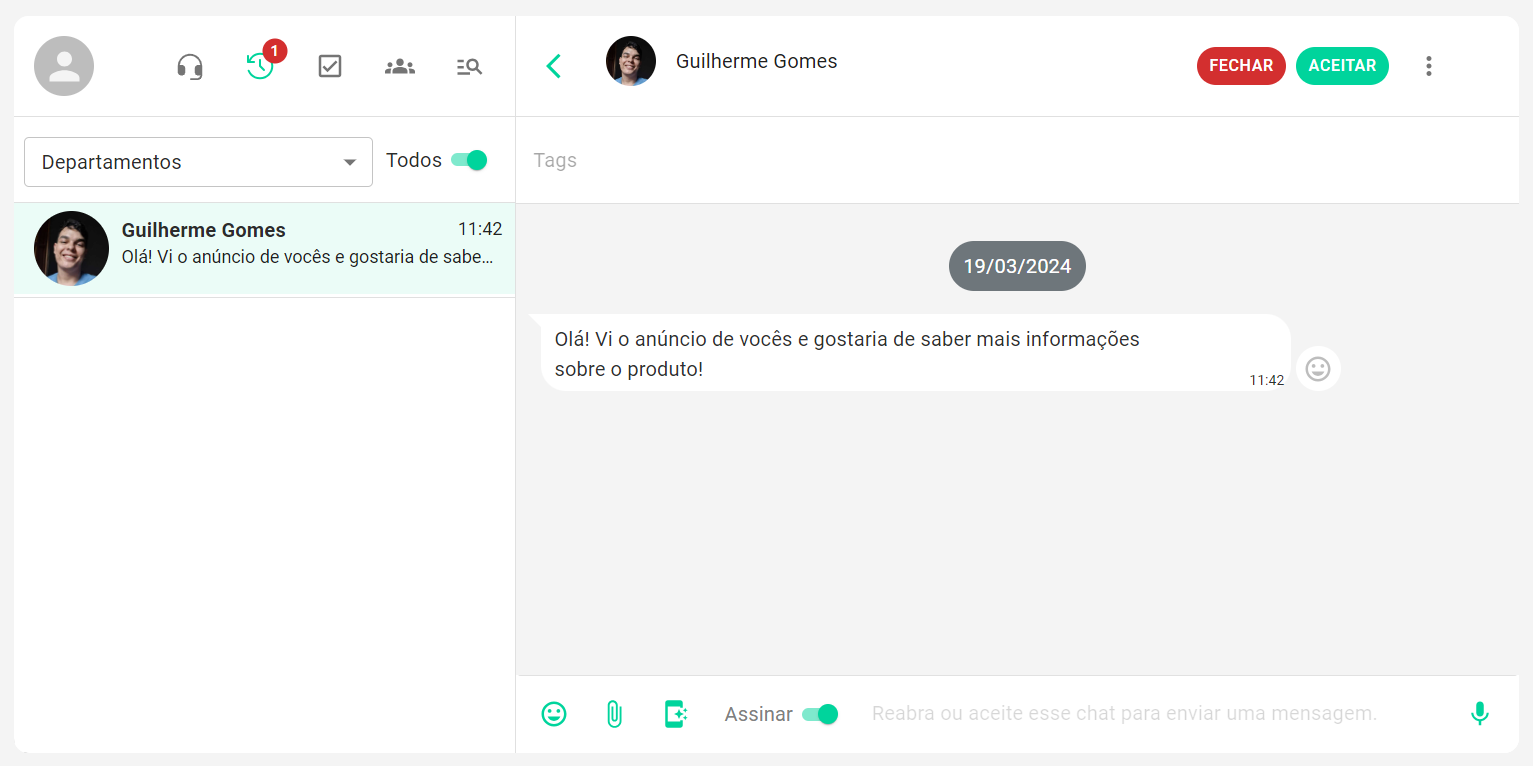 1
Guilherme Gomes
FECHAR
ACEITAR
Departamentos
Todos
Tags
Guilherme Gomes
11:42
Olá! Vi o anúncio de vocês e gostaria de sabe...
19/03/2024
Olá! Vi o anúncio de vocês e gostaria de saber mais informações
sobre o produto!
11:42
Assinar
Reabra ou aceite esse chat para enviar uma mensagem.